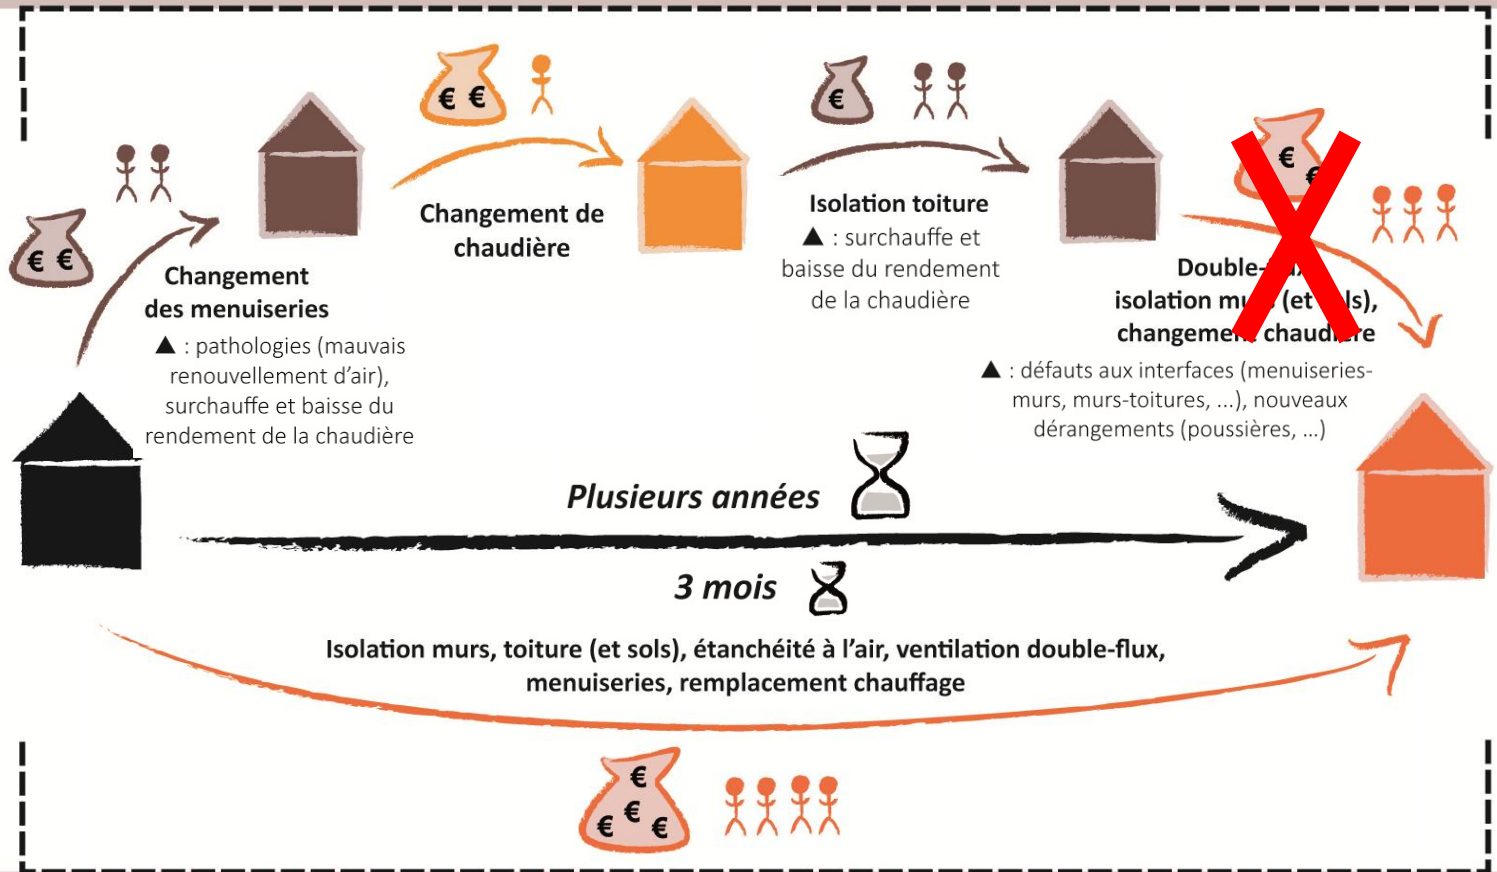 € €
Changement
des menuiseries
▲ : pathologies (mauvais
renouvellement d’air),
surchauffe et baisse du
rendement de la chaudière
€ €
Changement de
chaudière
€
Isolation toiture
▲ : surchauffe et
baisse du rendement
de la chaudière
€ €
isolation (et
▲ : défauts aux interfaces (menuiseries-
murs, murs-toitures, ...), nouveaux
dérangements (poussières, ...)
Plusieurs années
3 mois
Isolation murs, toiture (et sols), étanchéité à l’air, ventilation double-flux,
menuiseries, remplacement chauffage
€
€ € €